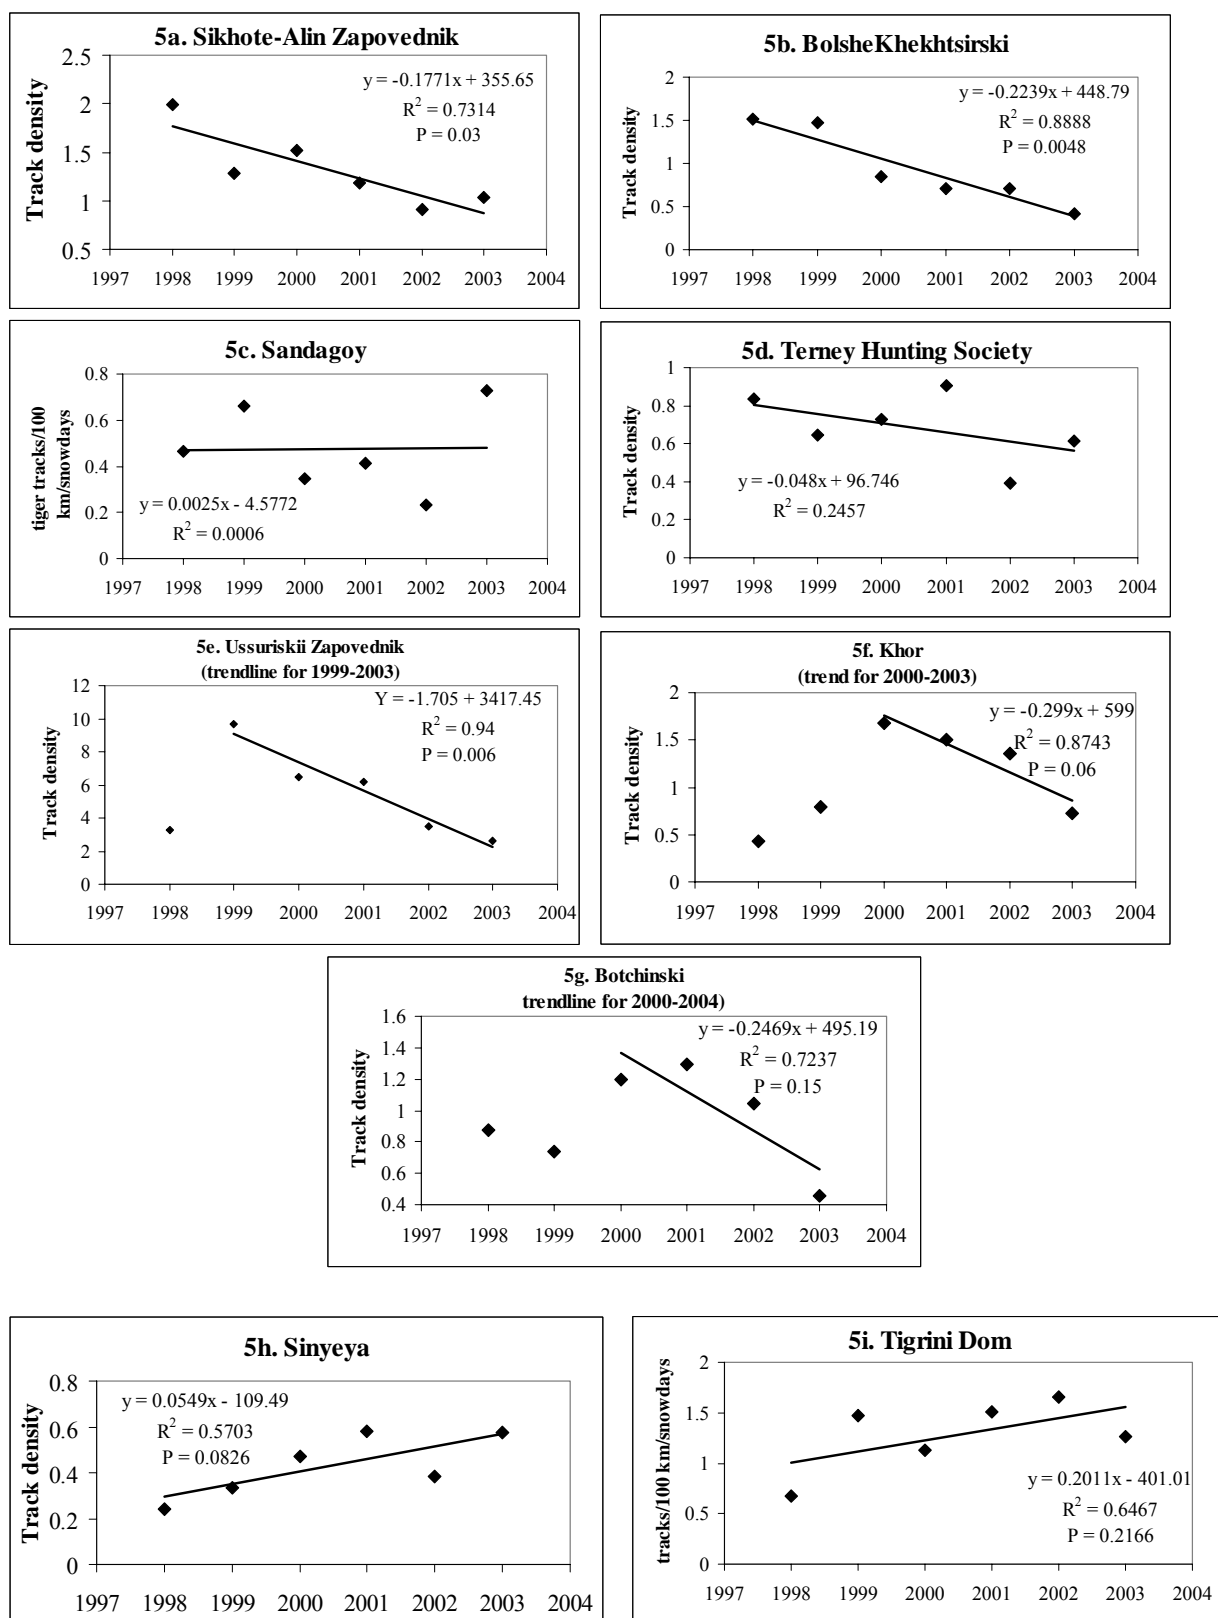 5a. Sikhote-Alin Zapovednik
Track density
2.5
2
1.5
1
0.5
y = -0.1771x + 355.65
R² = 0.7314
P = 0.03
1997 1998 1999 2000 2001 2002 2003 2004
5b. BolsheKhekhtsirski
Track density
2
1.5
1
0.5
0
y = -0.2239x + 448.79
R² = 0.8888
P = 0.0048
1997 1998 1999 2000 2001 2002 2003 2004
5c. Sandagoy
tiger tracks/100
km/snowdays
0.8
0.6
0.4
0.2
0
y = 0.0025x - 4.5772
R² = 0.0006
1997 1998 1999 2000 2001 2002 2003 2004
5d. Terney Hunting Society
Track density
1
0.8
0.6
0.4
0.2
0
y = -0.048x + 96.746
R² = 0.2457
1997 1998 1999 2000 2001 2002 2003 2004
5e. Ussuriskii Zapovednik
(trendline for 1999-2003)
Track density
12
10
8
6
4
2
0
Y = -1.705 + 3417.45
R² = 0.94
P = 0.006
1997 1998 1999 2000 2001 2002 2003 2004
5f. Khor
(trend for 2000-2003)
Track density
2
1.5
1
0.5
0
y = -0.299x + 599
R² = 0.8743
P = 0.06
1997 1998 1999 2000 2001 2002 2003 2004
5g. Botchinski
trendline for 2000-2004)
Track density
1.6
1.4
1.2
1
0.8
0.6
0.4
y = -0.2469x + 495.19
R² = 0.7237
P = 0.15
1997 1998 1999 2000 2001 2002 2003 2004
5h. Sinyeya
Track density
0.8
0.6
0.4
0.2
0
y = 0.0549x - 109.49
R² = 0.5703
P = 0.0826
1997 1998 1999 2000 2001 2002 2003 2004
5i. Tigrini Dom
tracks/100 km/snowdays
2
1.5
1
0.5
0
y = 0.2011x - 401.01
R² = 0.6467
P = 0.2166
1997 1998 1999 2000 2001 2002 2003 2004